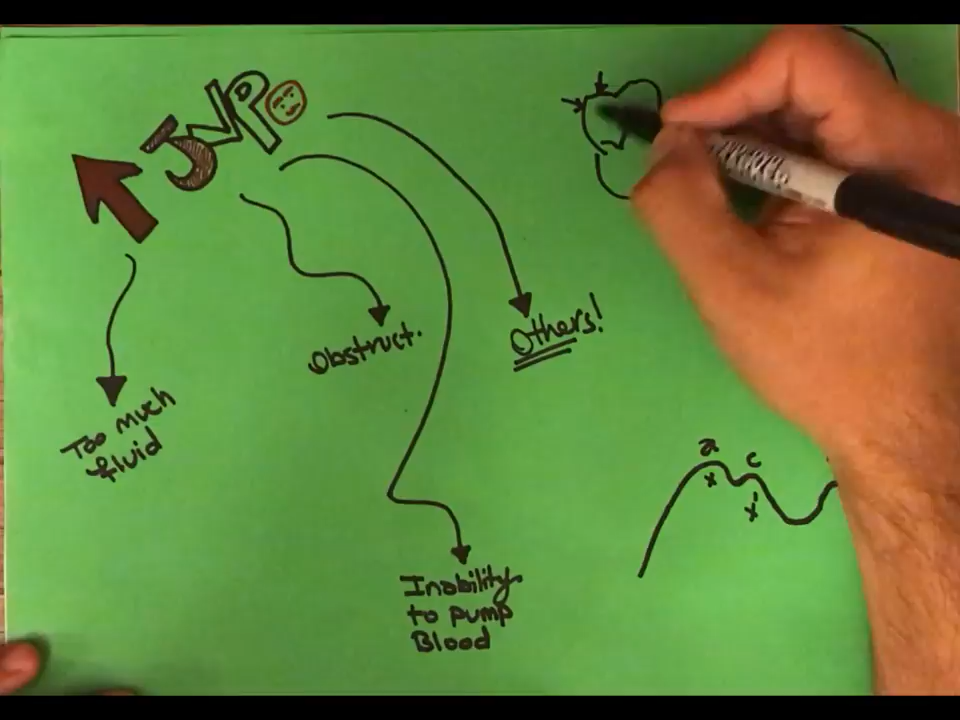 JVP
Obstruct.
Others!
Too much
fluid
a
c
x
x'
Inability
to pump
Blood